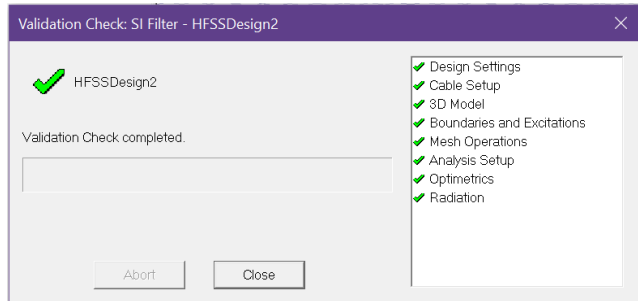 Validation Check: SI Filter - HFSSDesign2
HFSSDesign2
Validation Check completed.
Abort
Close
Design Settings
Cable Setup
3D Model
Boundaries and Excitations
Mesh Operations
Analysis Setup
Optimetrics
Radiation